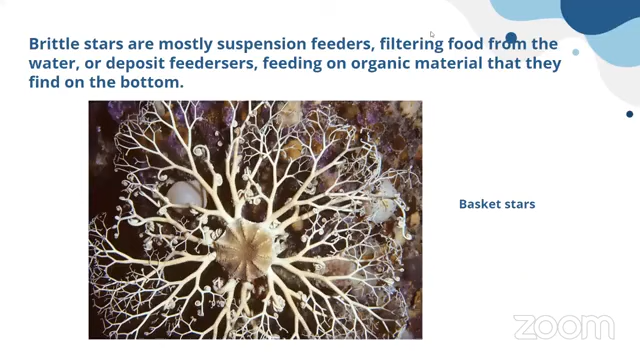 Brittle stars are mostly suspension feeders, filtering food from the
water, or deposit feedersers, feeding on organic material that they
find on the bottom.
Basket stars
zoom